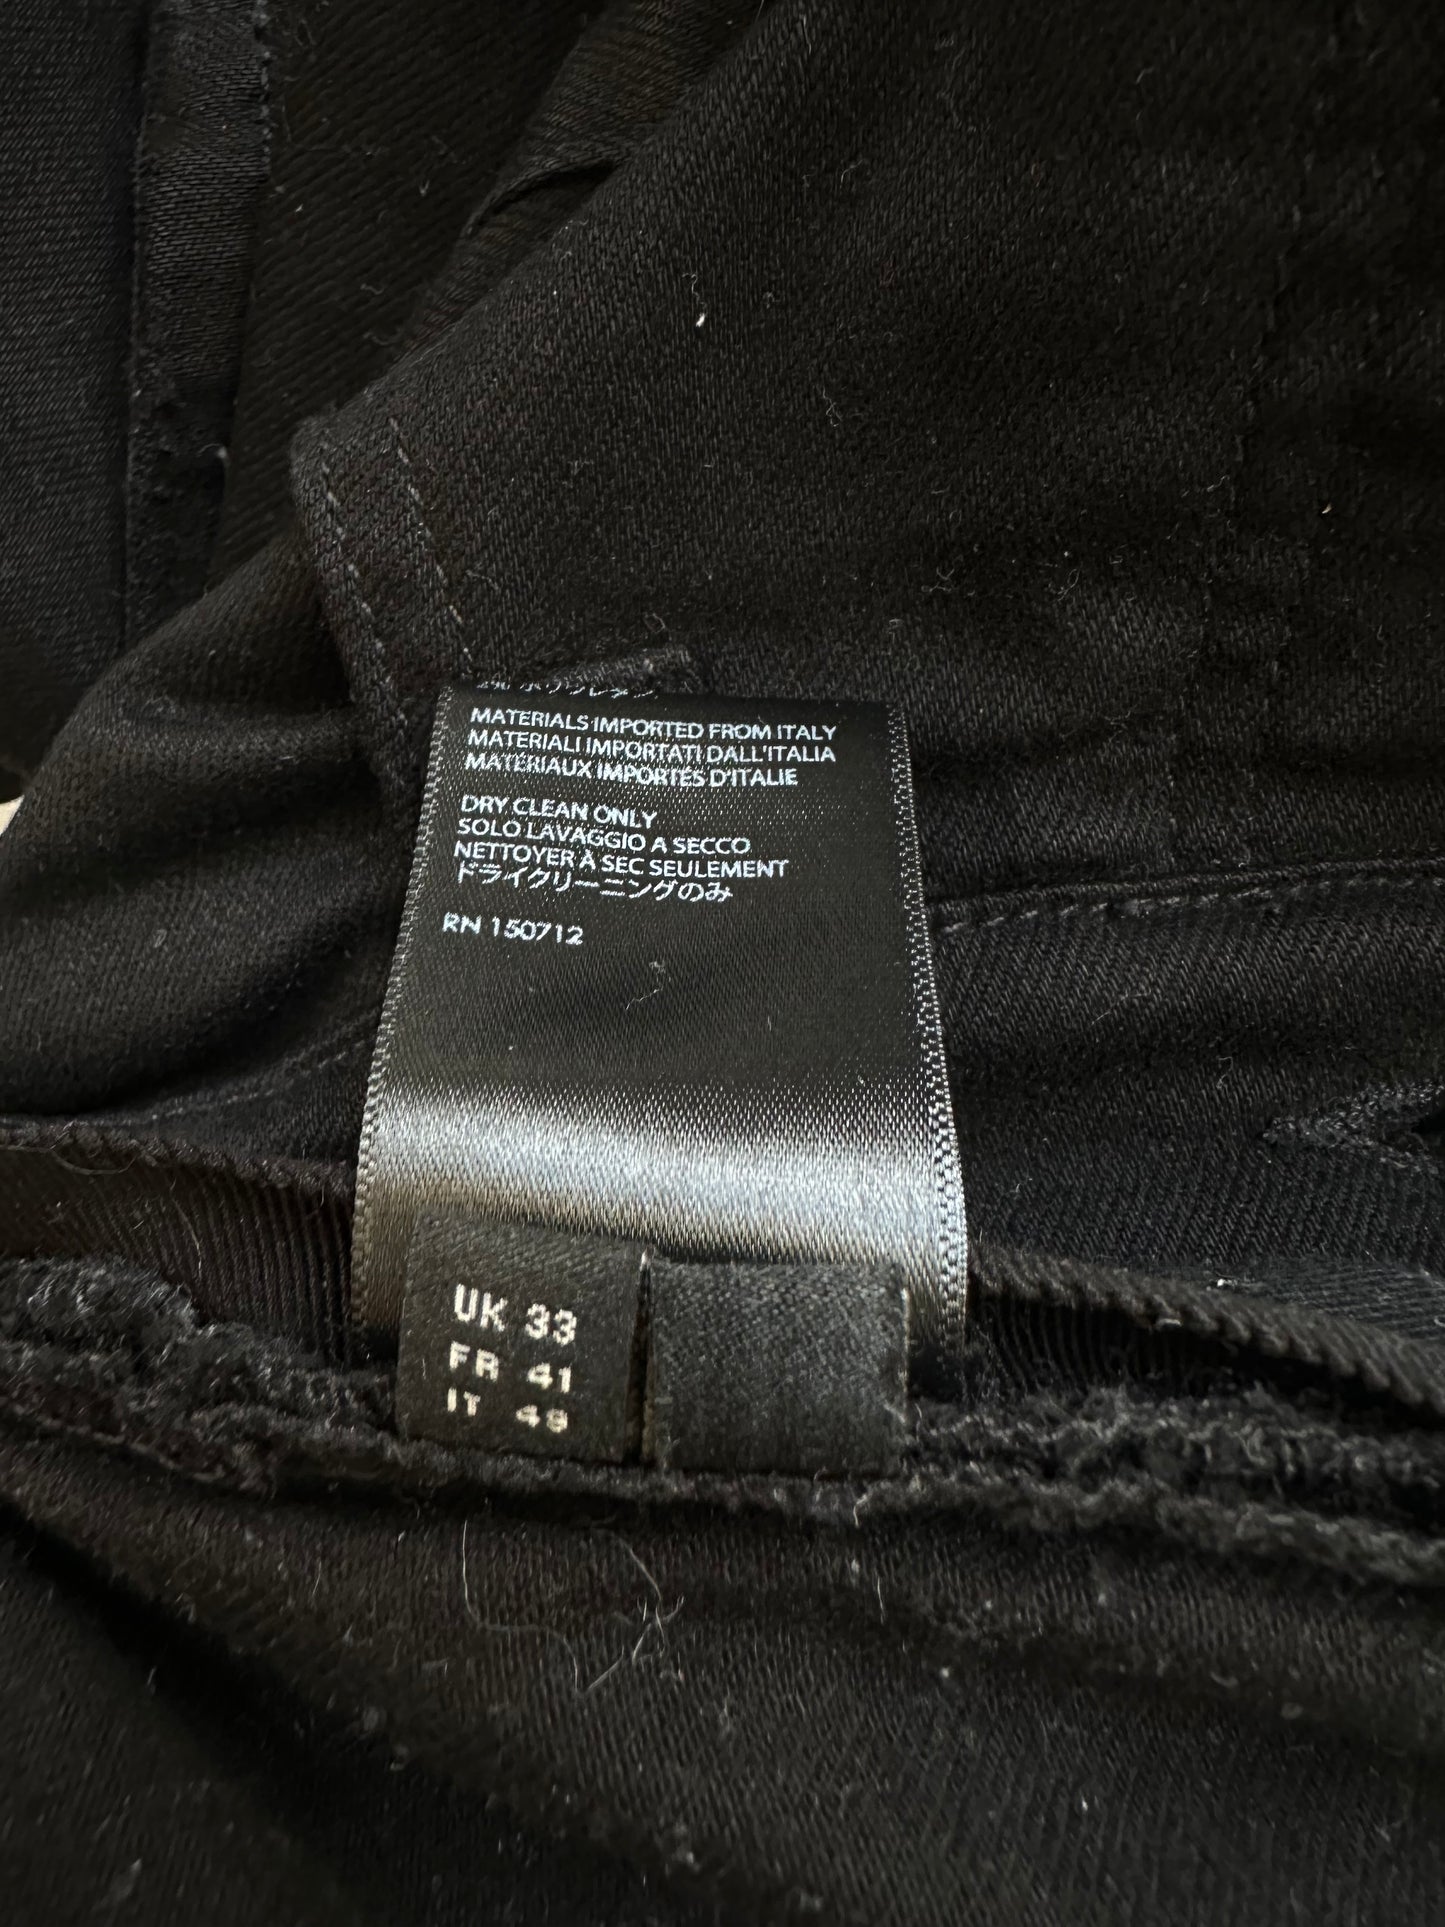 MATERIALS IMPORTED FROM ITALY
MATERIALI IMPORTATI DALL'ITALIA
MATERIAUX IMPORTÉS D'ITALIE
DRY CLEAN ONLY
SOLO LAVAGGIO A SECCO
NETTOYER À SEC SEULEMENT
ドライクリーニングのみ
RN 150712
UK 33
FR 41
IT 49